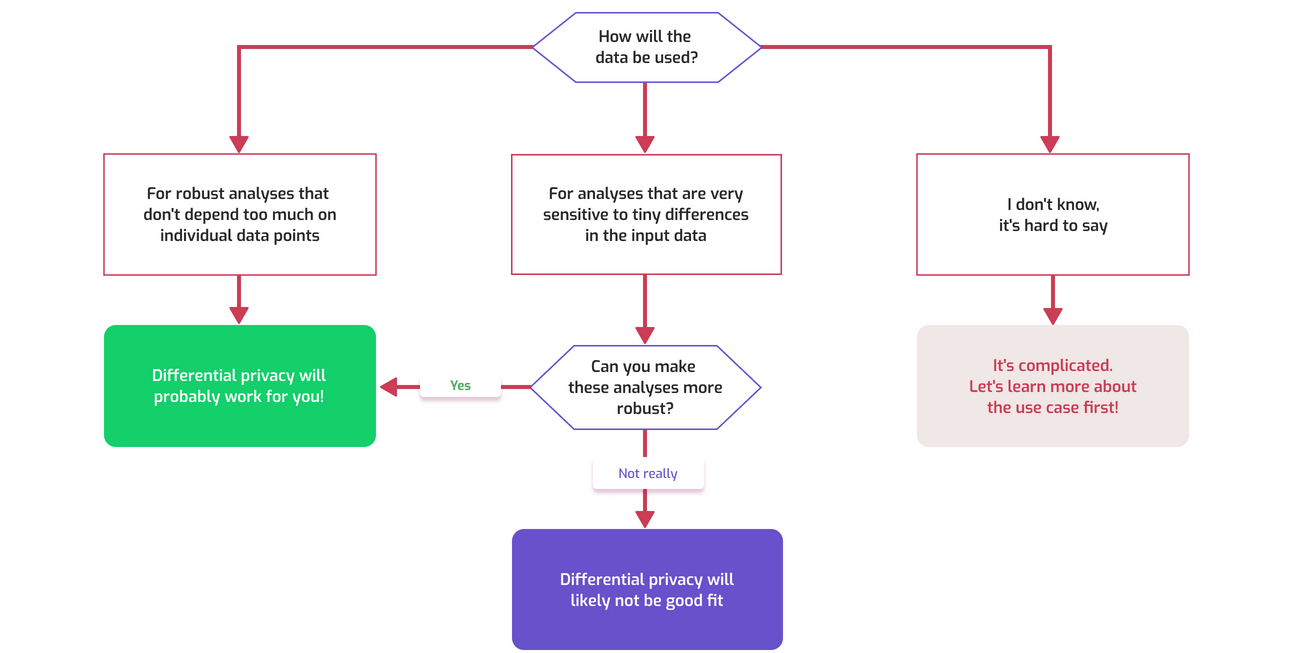 How will the
data be used?
For robust analyses that
don't depend too much on
individual data points
For analyses that are very
sensitive to tiny differences
in the input data
I don't know,
it's hard to say
Differential privacy will
probably work for you!
Yes
Can you make
these analyses more
robust?
It's complicated.
Let's learn more about
the use case first!
Not really
Differential privacy will
likely not be good fit